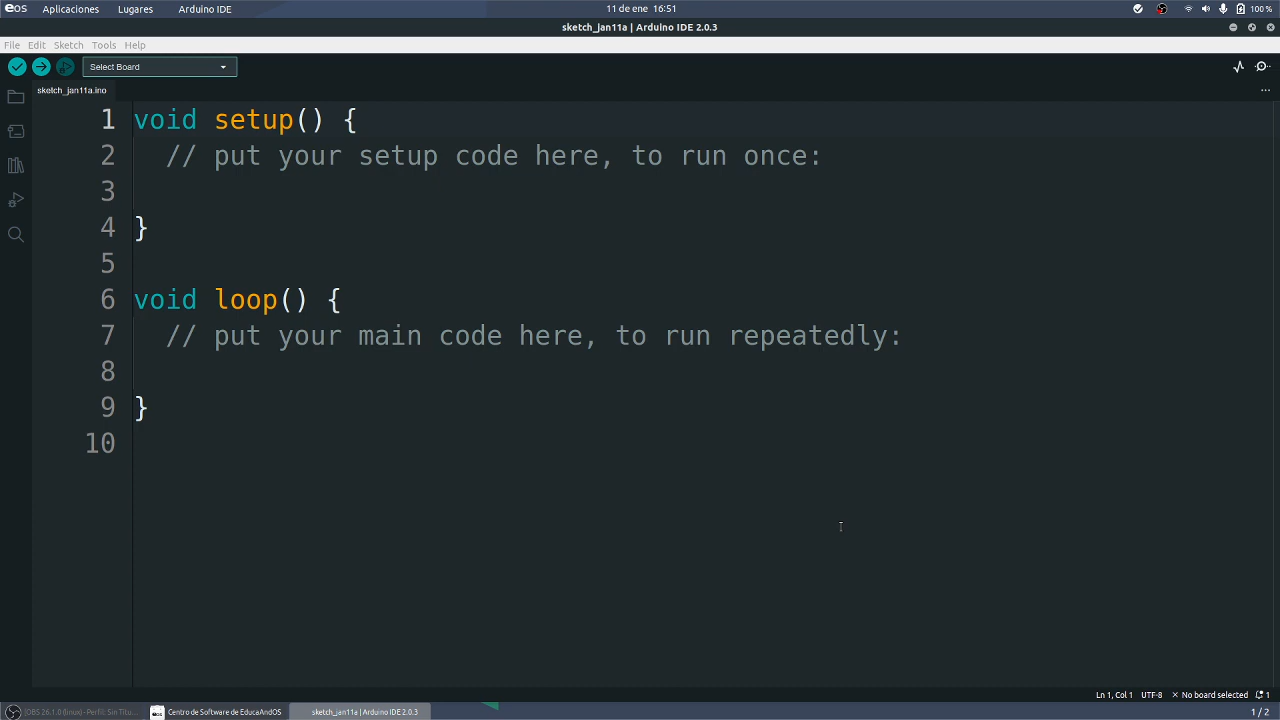 eos Aplicaciones Lugares Arduino IDE 11 de ene 16:51 100 %
sketch_jan11a | Arduino IDE 2.0.3
File Edit Sketch Tools Help
Select Board
sketch_jan11a.ino
1 void setup() {
2 // put your setup code here, to run once:
3
4 }
5
6 void loop() {
7 // put your main code here, to run repeatedly:
8
9 }
10
Ln 1, Col 1 UTF-8 No board selected 1
[OBS 26.1.0 (linux) - Perfil: Sin Títu... Centro de Software de EducaAndOS sketch_jan11a | Arduino IDE 2.0.3 1 / 2